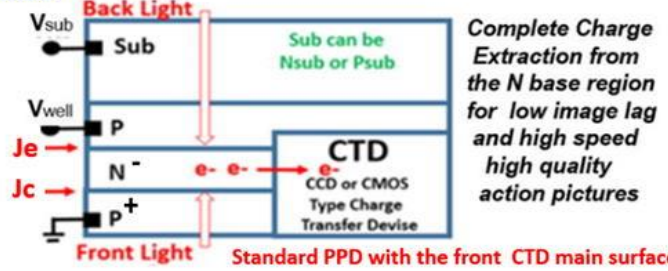 Back Light
Vsub
Sub
Sub can be
Nsub or Psub
Complete Charge
Extraction from
the N base region
for low image lag
and high speed
high quality
action pictures
Vwell
P
Je
N -
e- e- e-
CTD
CCD or CMOS
Type Charge
Transfer Devise
Jc
P+
Front Light
Standard PPD with the front CTD main surfac